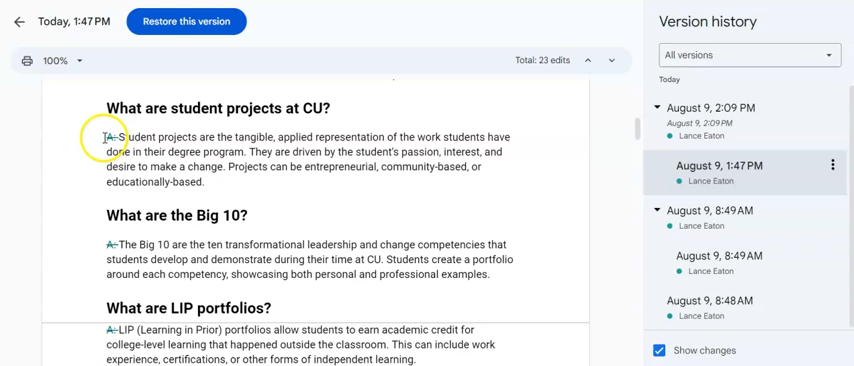 Today, 1:47 PM
Restore this version
100%
Total: 23 edits
What are student projects at CU?
A: Student projects are the tangible, applied representation of the work students have
done in their degree program. They are driven by the student's passion, interest, and
desire to make a change. Projects can be entrepreneurial, community-based, or
educationally-based.
What are the Big 10?
A: The Big 10 are the ten transformational leadership and change competencies that
students develop and demonstrate during their time at CU. Students create a portfolio
around each competency, showcasing both personal and professional examples.
What are LIP portfolios?
A: LIP (Learning in Prior) portfolios allow students to earn academic credit for
college-level learning that happened outside the classroom. This can include work
experience, certifications, or other forms of independent learning.
Version history
All versions
Today
August 9, 2:09 PM
August 9, 2:09 PM
Lance Eaton
August 9, 1:47 PM
Lance Eaton
August 9, 8:49 AM
Lance Eaton
August 9, 8:49 AM
Lance Eaton
August 9, 8:48 AM
Lance Eaton
Show changes